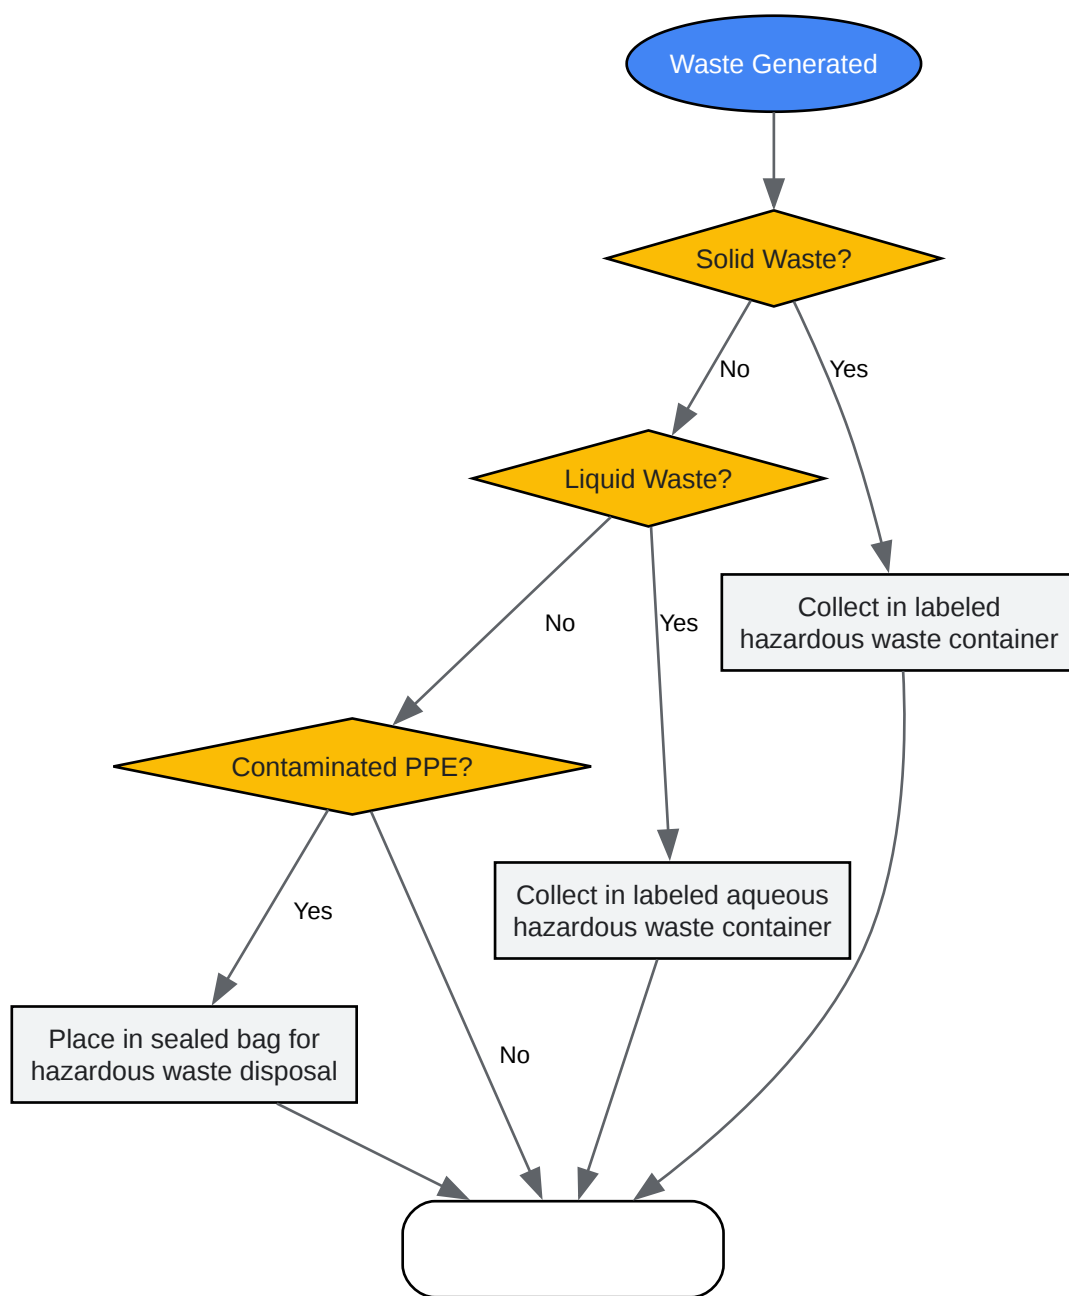 Waste Generated
Solid Waste?
No
Yes
Liquid Waste?
Collect in labeled
hazardous waste container
No
Yes
Contaminated PPE?
Collect in labeled aqueous
hazardous waste container
Yes
Place in sealed bag for
hazardous waste disposal
No